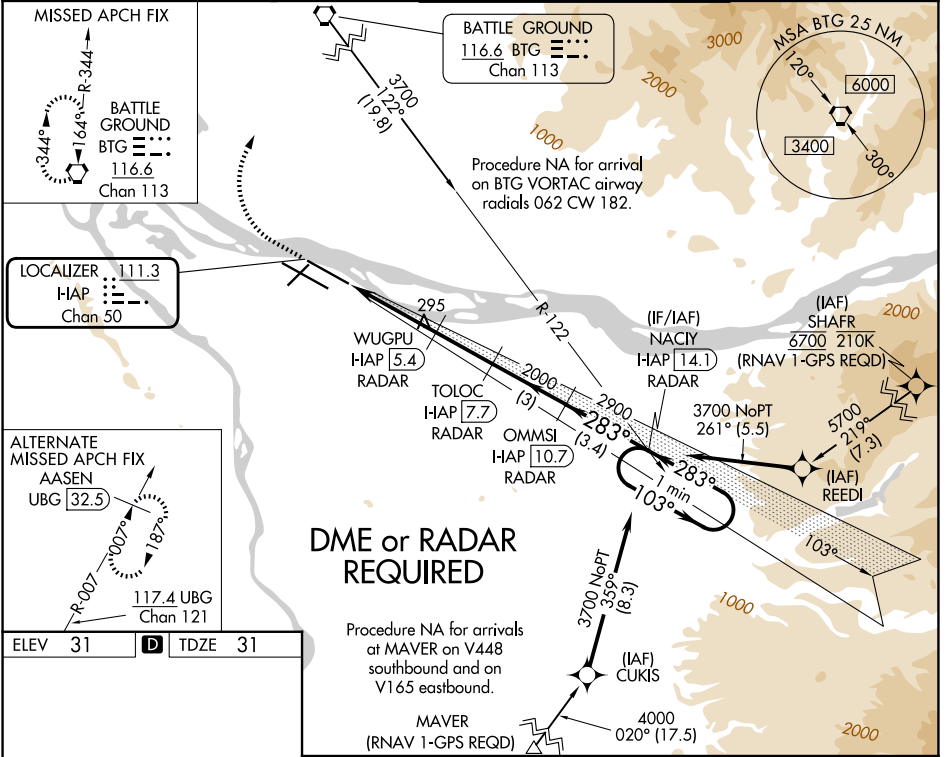 MISSED APCH FIX
R-344
344°
164°
BATTLE
GROUND
BTG
116.6
Chan 113
BATTLE GROUND
116.6 BTG
Chan 113
3700
122°
(19.8)
3000
2000
1000
MSA BTG 25 NM
120°
6000
3400
300°
Procedure NA for arrival
on BTG VORTAC airway
radials 062 CW 182.
LOCALIZER 111.3
I-IAP
Chan 50
295
WUGPU
I-IAP 5.4
RADAR
TOLOC
I-IAP 7.7
RADAR
OMMSI
I-IAP 10.7
RADAR
2000
(3)
2900
(3.4)
283°
R-122
(IF/IAF)
NACIY
I-IAP 14.1
RADAR
(IAF)
SHAFR
6700 210K
(RNAV 1-GPS REQD)
2000
3700 NoPT
261° (5.5)
5700
219°
(7.3)
(IAF)
REEDI
283°
1 min
103°
103°
ALTERNATE
MISSED APCH FIX
AASEN
UBG 32.5
007°
187°
R-007
117.4 UBG
Chan 121
DME or RADAR
REQUIRED
3700 NoPT
359°
(8.3)
1000
Procedure NA for arrivals
at MAVER on V448
southbound and on
V165 eastbound.
(IAF)
CUKIS
MAVER
(RNAV 1-GPS REQD)
4000
020° (17.5)
2000
ELEV 31 D TDZE 31